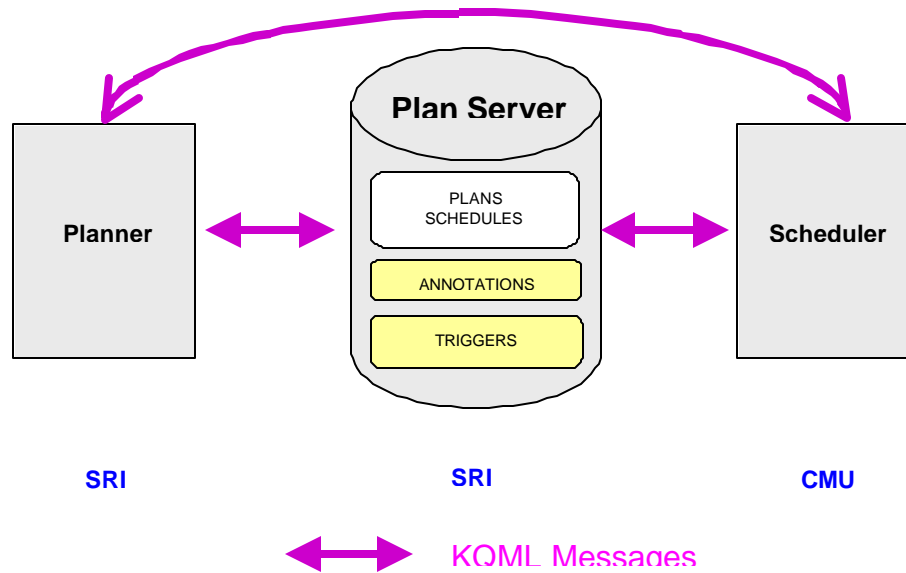 Plan Server
PLANS
SCHEDULES
Planner
Scheduler
ANNOTATIONS
TRIGGERS
SRI
SRI
CMU
KQML Messages